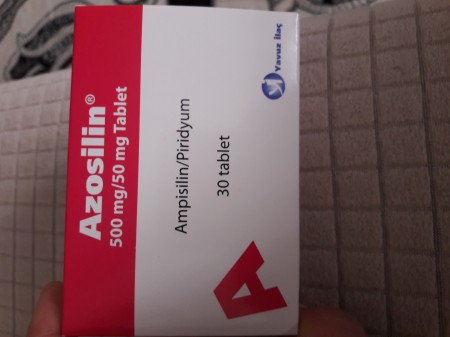 Azosilin®
500 mg/50 mg Tablet
Ampisilin/Piridyum
30 tablet
Yavuz İlaç